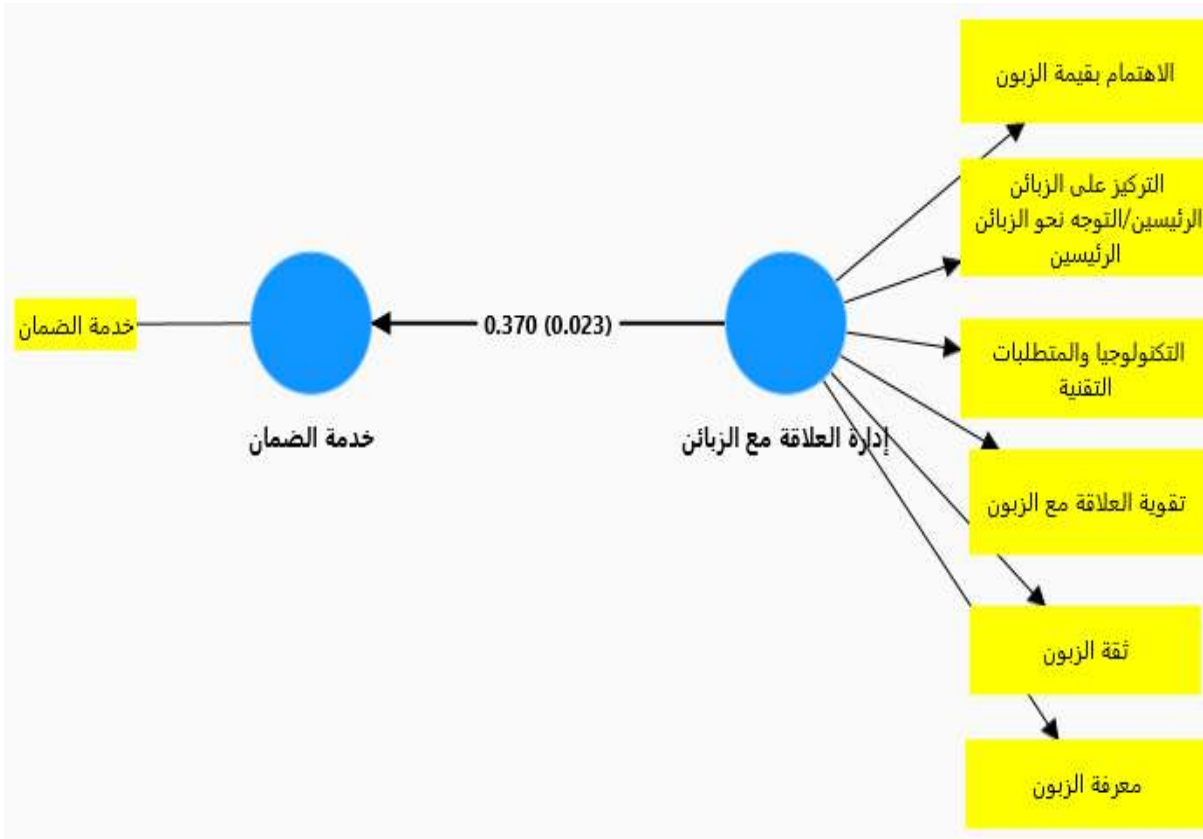 الاهتمام بقيمة الزبون
التركيز على الزبائن
الرئيسين/التوجه نحو الزبائن
الرئيسين
التكنولوجيا والمتطلبات
التقنية
تقوية العلاقة مع الزبون
ثقة الزبون
معرفة الزبون
إدارة العلاقة مع الزبائن
0.370 (0.023)
خدمة الضمان
خدمة الضمان